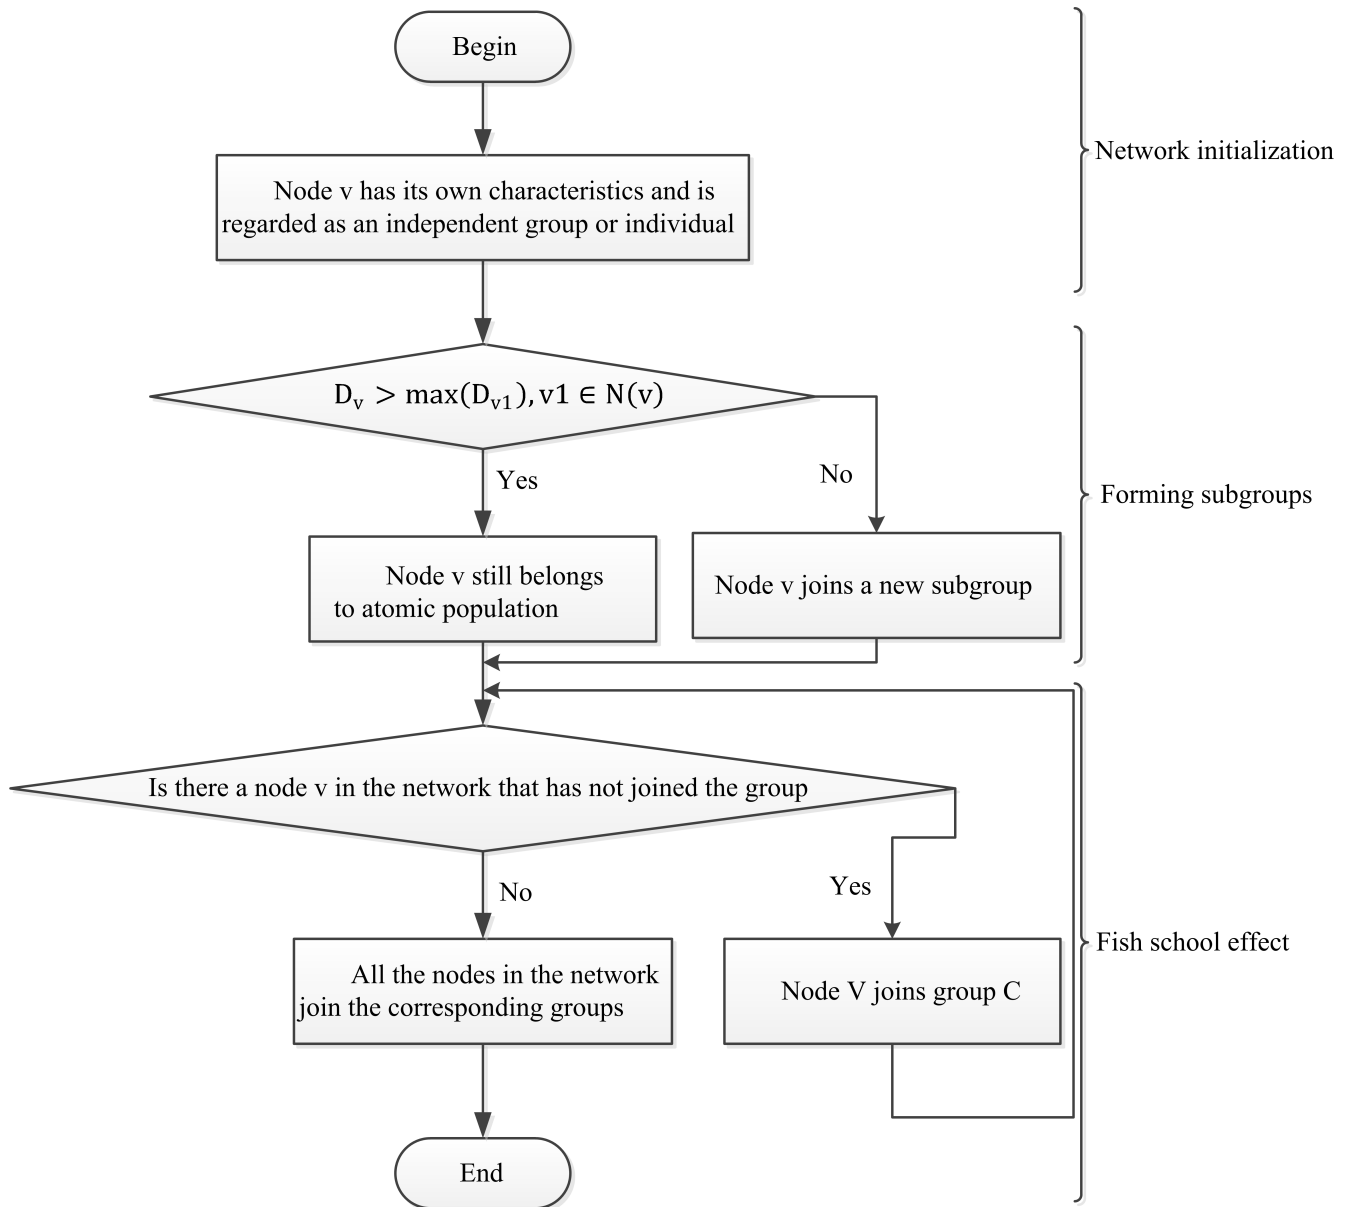 Begin
Network initialization
Node v has its own characteristics and is
regarded as an independent group or individual
D_v > max(D_v1), v1 ∈ N(v)
Yes
No
Forming subgroups
Node v still belongs
to atomic population
Node v joins a new subgroup
Is there a node v in the network that has not joined the group
No
Yes
Fish school effect
All the nodes in the network
join the corresponding groups
Node V joins group C
End